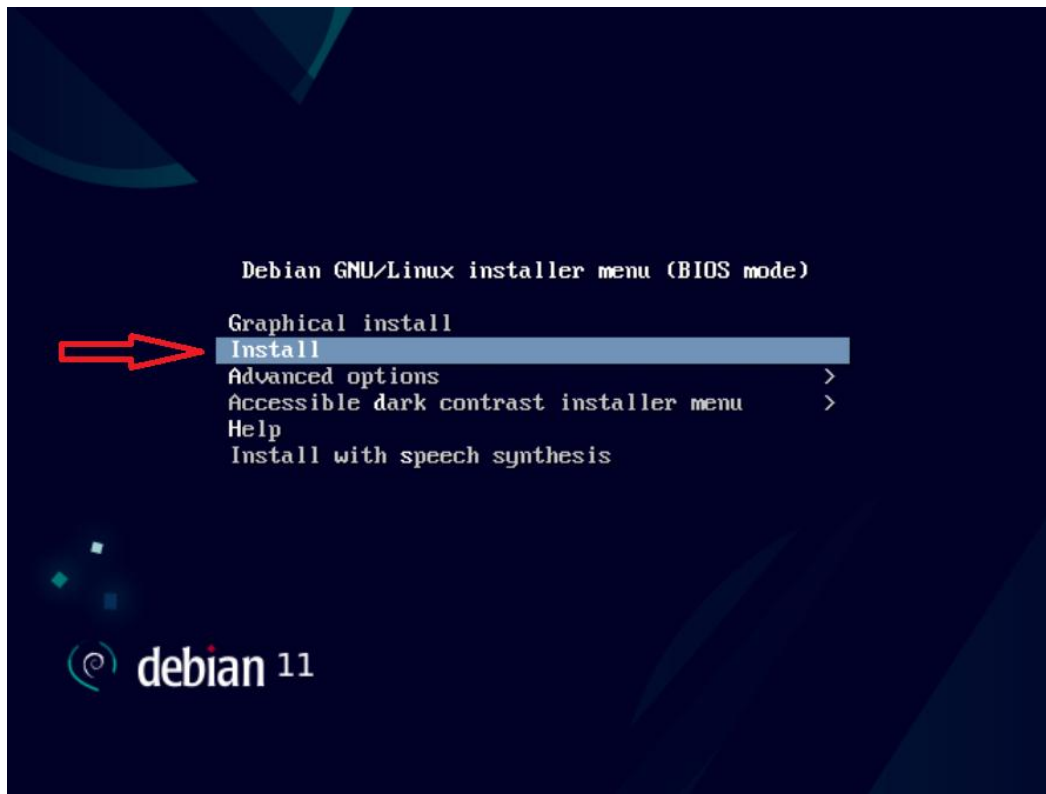 Debian GNU/Linux installer menu (BIOS mode)
Graphical install
Install
Advanced options >
Accessible dark contrast installer menu >
Help
Install with speech synthesis
debian 11